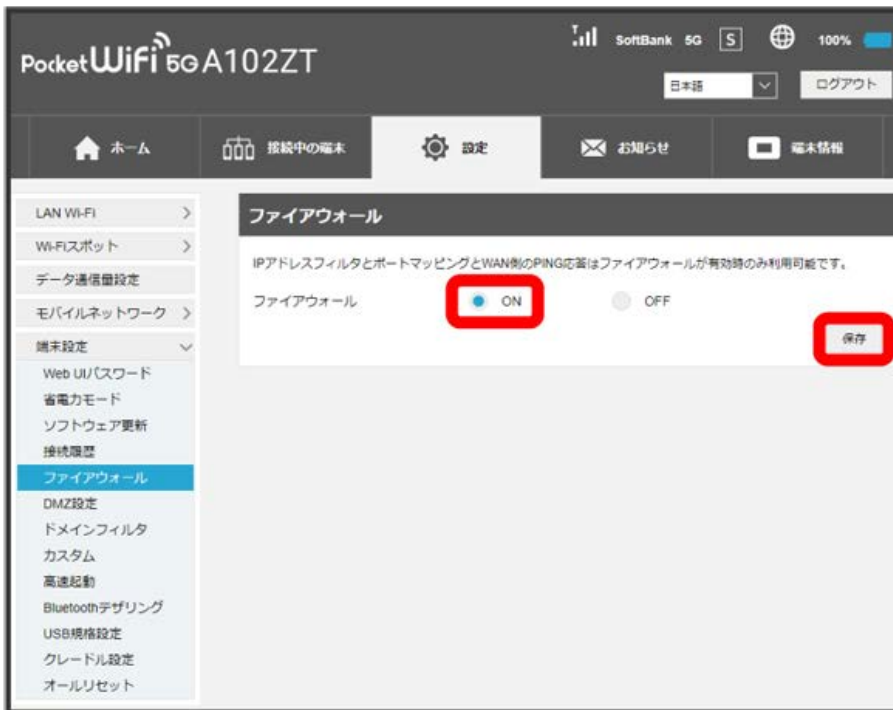 SoftBank 5G S 100%
PocketWiFi 5G A102ZT
日本語 ログアウト
ホーム 接続中の端末 設定 お知らせ 端末情報
LAN Wi-Fi
Wi-Fiスポット
データ通信量設定
モバイルネットワーク
端末設定
Web UIパスワード
省電力モード
ソフトウェア更新
接続履歴
ファイアウォール
DMZ設定
ドメインフィルタ
カスタム
高速起動
Bluetoothテザリング
USB規格設定
クレードル設定
オールリセット
ファイアウォール
IPアドレスフィルタとポートマッピングとWAN側のPING応答はファイアウォールが有効時のみ利用可能です。
ファイアウォール ON OFF
保存